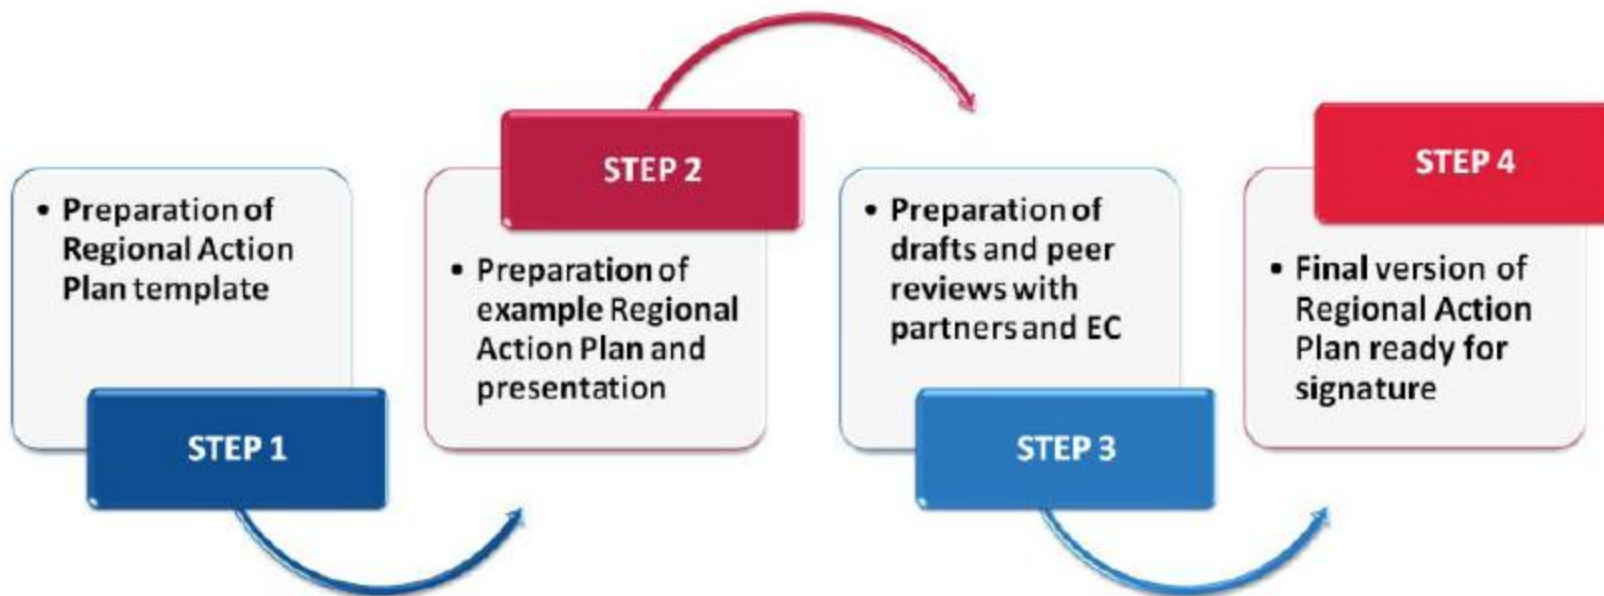 • Preparation of
Regional Action
Plan template
STEP 1
STEP 2
• Preparation of
example Regional
Action Plan and
presentation
• Preparation of
drafts and peer
reviews with
partners and EC
STEP 3
STEP 4
• Final version of
Regional Action
Plan ready for
signature